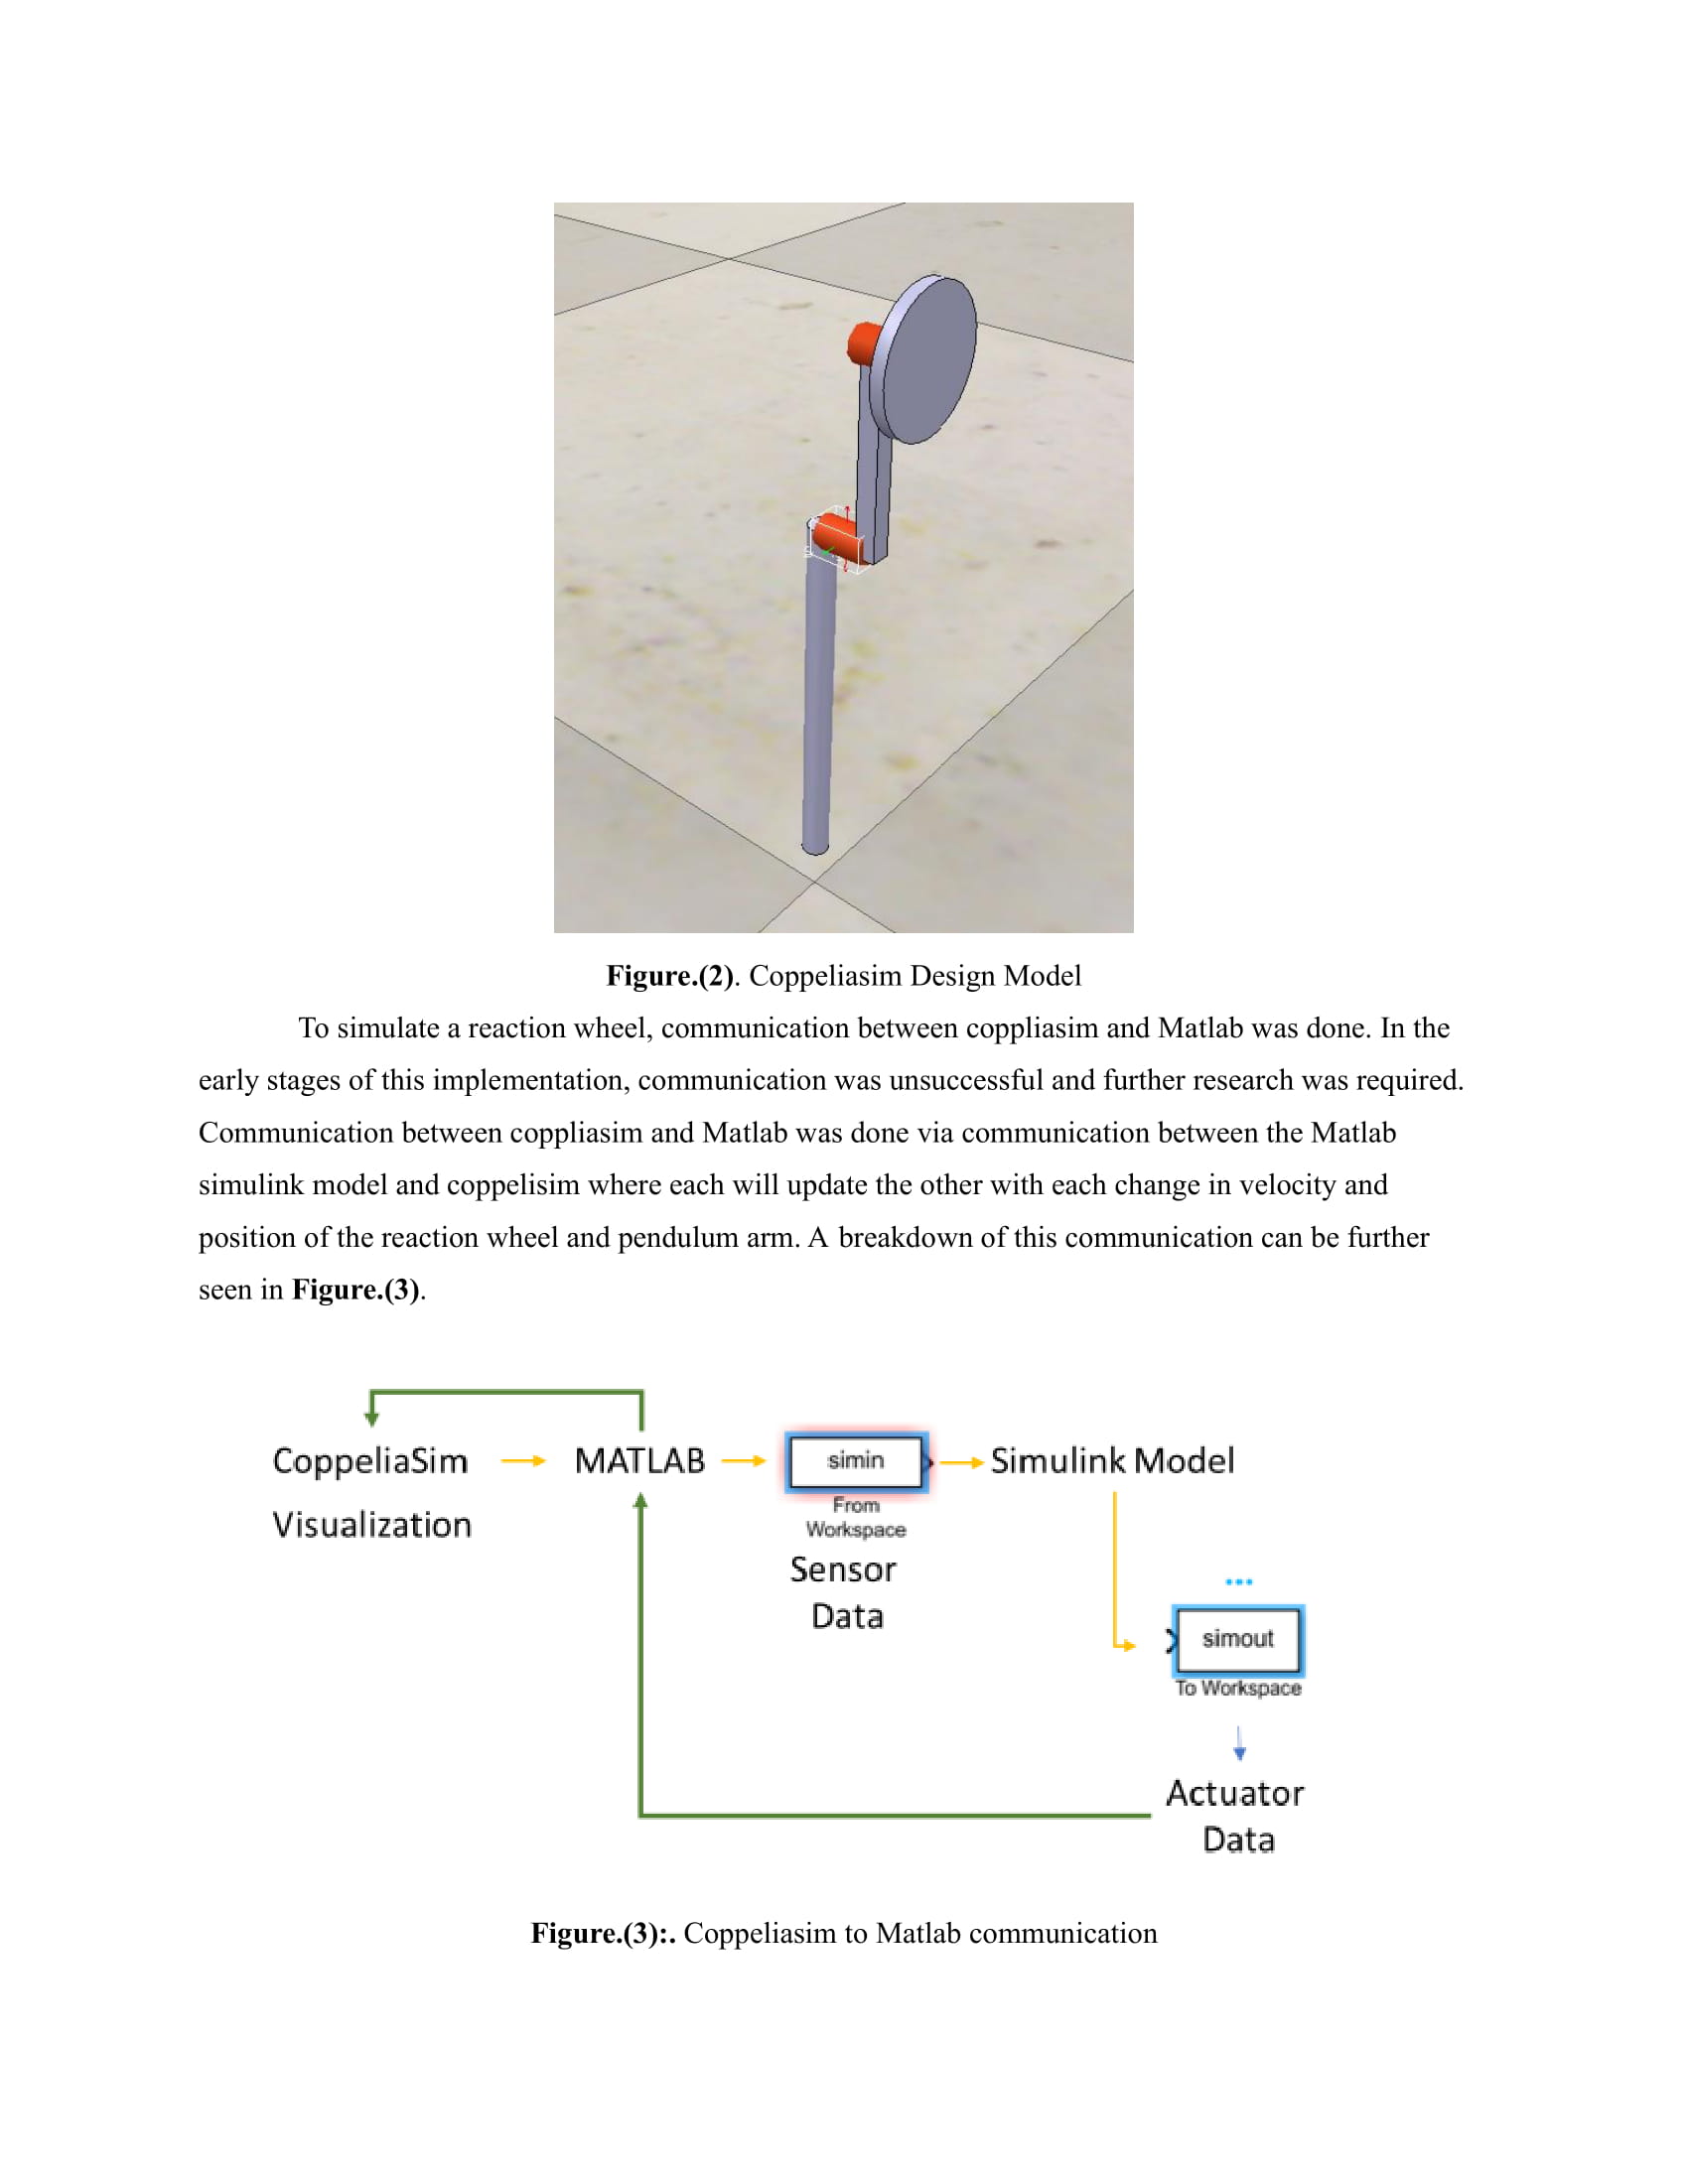 Figure.(2). Coppeliasim Design Model
To simulate a reaction wheel, communication between coppliasim and Matlab was done. In the
early stages of this implementation, communication was unsuccessful and further research was required.
Communication between coppliasim and Matlab was done via communication between the Matlab
simulink model and coppelisim where each will update the other with each change in velocity and
position of the reaction wheel and pendulum arm. A breakdown of this communication can be further
seen in Figure.(3).
CoppeliaSim
Visualization
MATLAB
simin
From
Workspace
Sensor
Data
Simulink Model
simout
To Workspace
Actuator
Data
Figure.(3):. Coppeliasim to Matlab communication